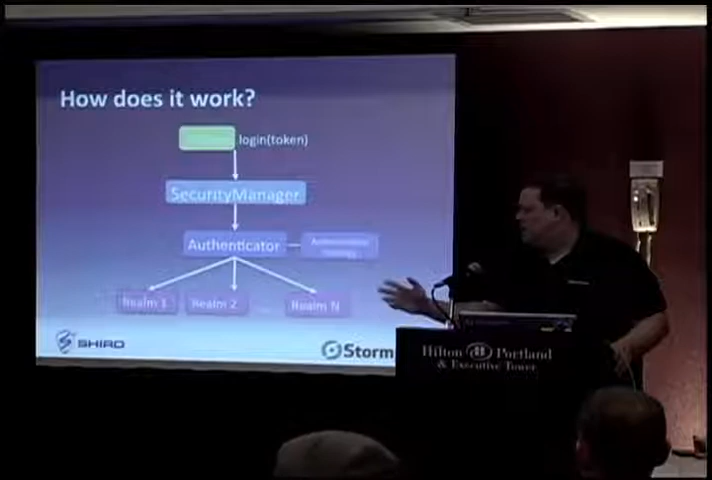 How does it work?
login(token)
SecurityManager
Authenticator
Realm 1
Realm 2
Realm N
SHIRO
Storm
Hilton Portland
& Executive Tower